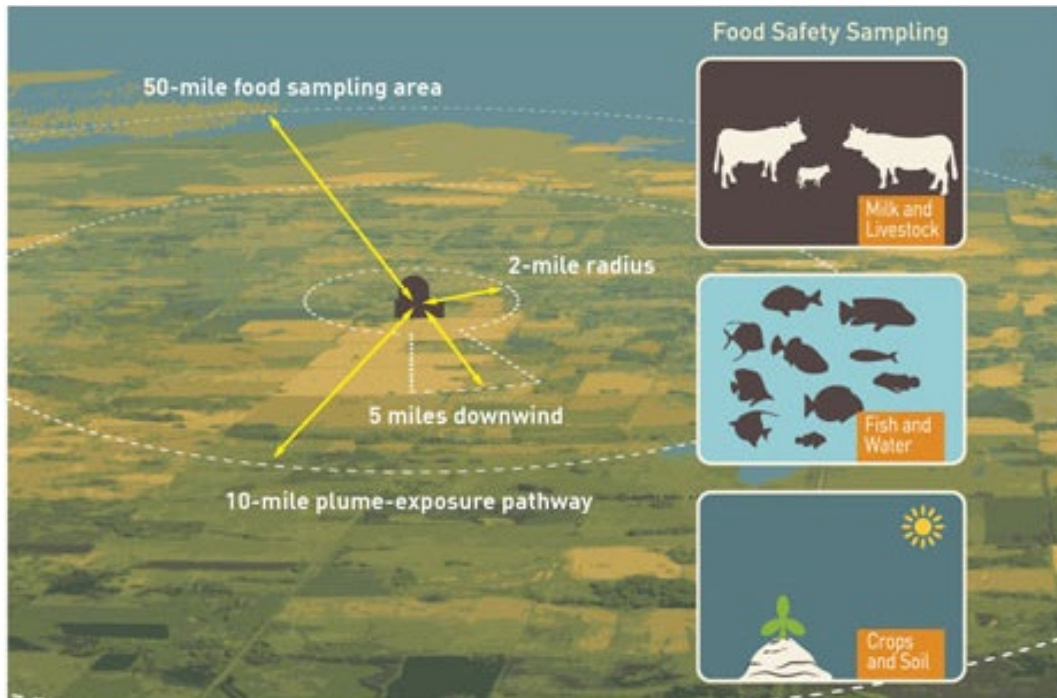 Food Safety Sampling
50-mile food sampling area
Milk and
Livestock
2-mile radius
5 miles downwind
Fish and
Water
10-mile plume-exposure pathway
Crops
and Soil